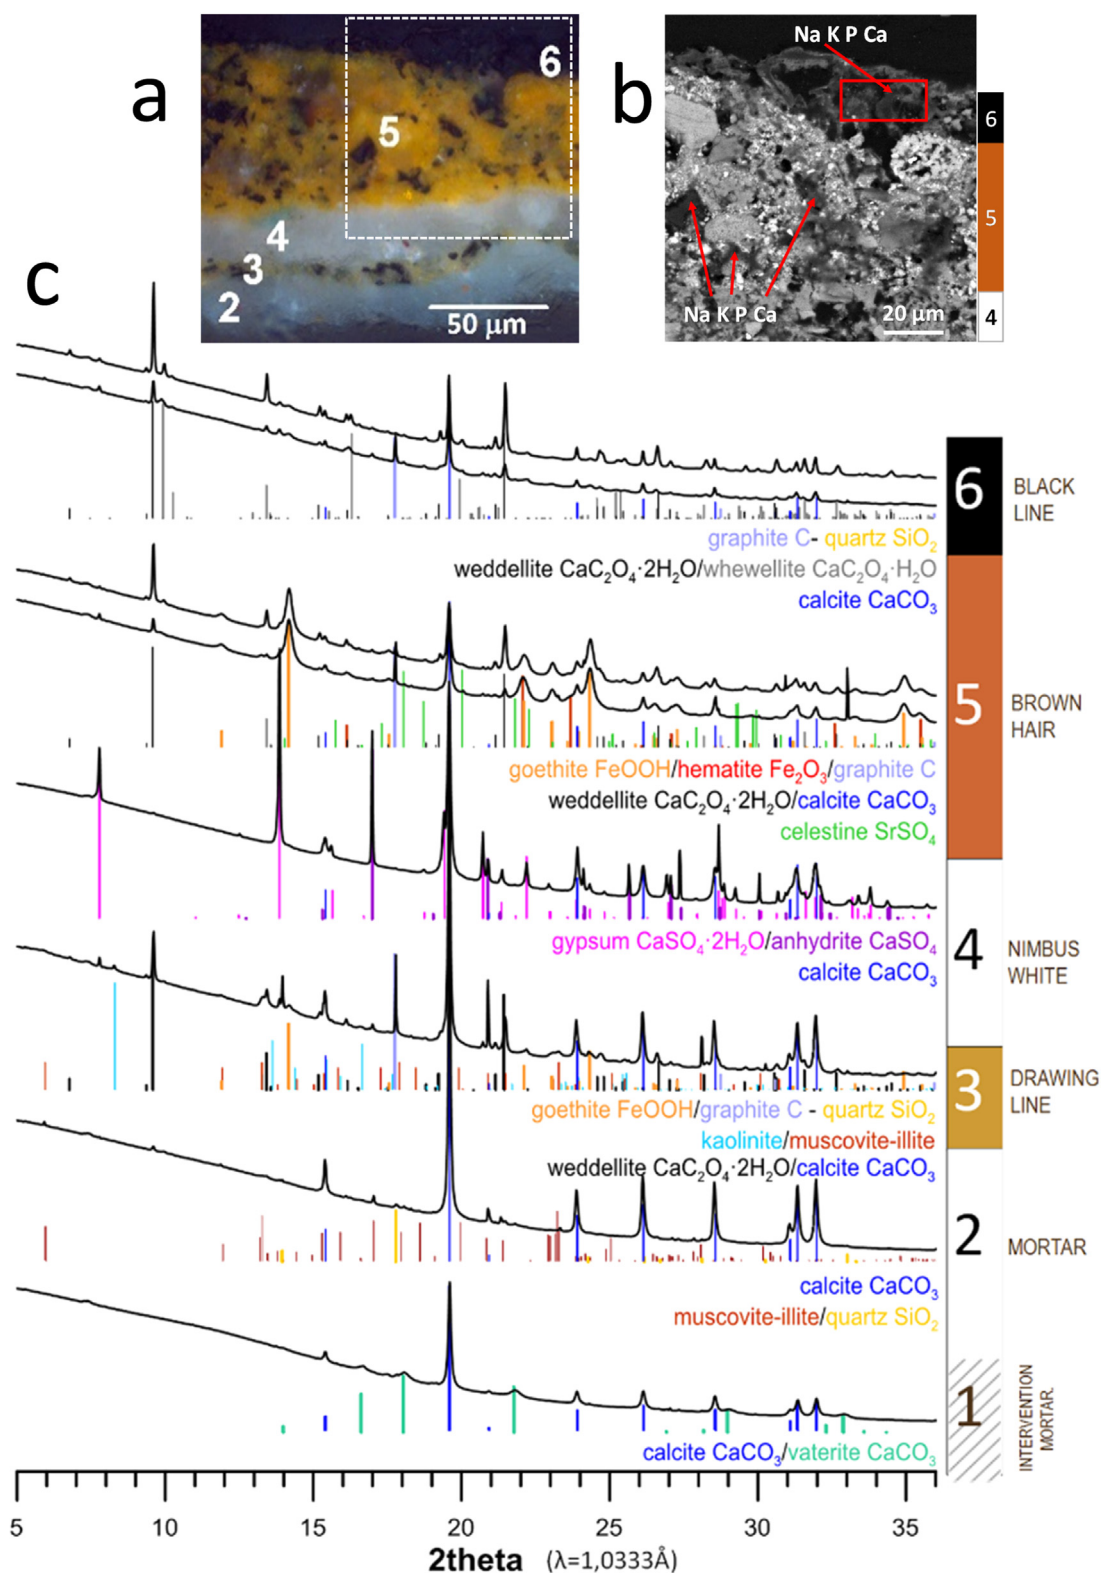 a
6
5
4
3
2
50 µm
b
Na K P Ca
Na K P Ca
20 µm
6
5
4
c
6
BLACK
LINE
graphite C- quartz SiO₂
weddellite CaC₂O₄·2H₂O/whewellite CaC₂O₄·H₂O
calcite CaCO₃
5
BROWN
HAIR
goethite FeOOH/hematite Fe₂O₃/graphite C
weddellite CaC₂O₄·2H₂O/calcite CaCO₃
celestine SrSO₄
4
NIMBUS
WHITE
gypsum CaSO₄·2H₂O/anhydrite CaSO₄
calcite CaCO₃
3
DRAWING
LINE
goethite FeOOH/graphite C - quartz SiO₂
kaolinite/muscovite-illite
weddellite CaC₂O₄·2H₂O/calcite CaCO₃
2
MORTAR
calcite CaCO₃
muscovite-illite/quartz SiO₂
1
INTERVENTION
MORTAR.
calcite CaCO₃/vaterite CaCO₃
5 10 15 20 25 30 35
2theta (λ=1,0333Å)